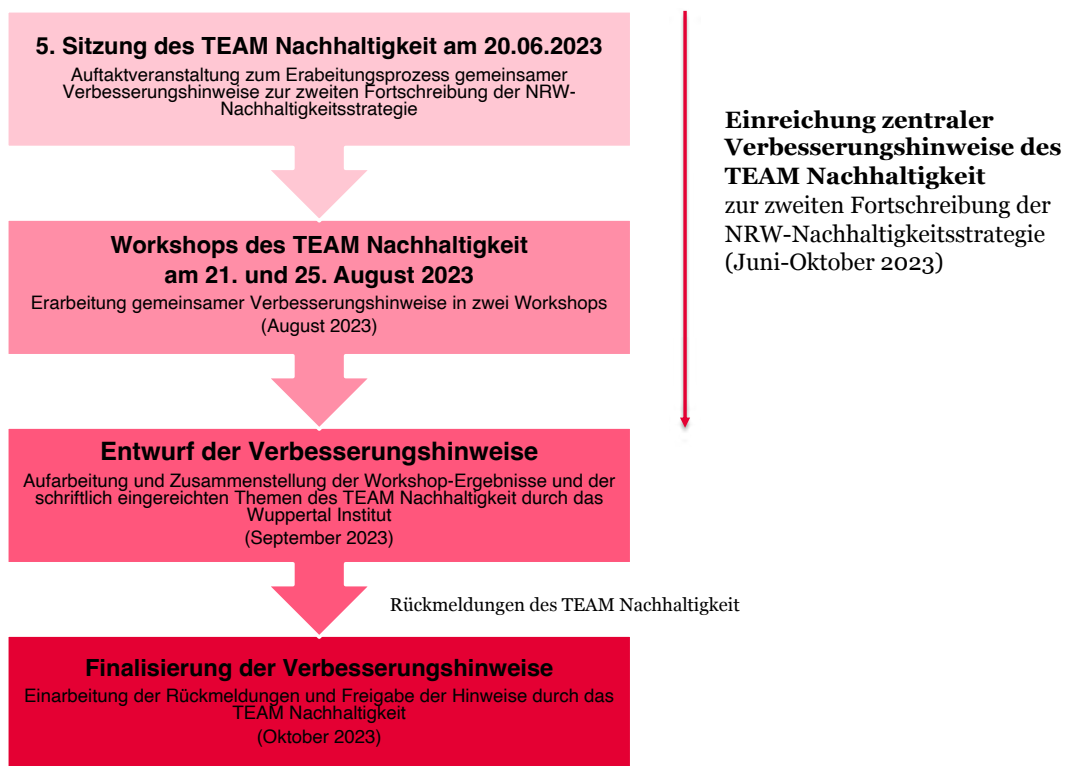 5. Sitzung des TEAM Nachhaltigkeit am 20.06.2023
Auftaktveranstaltung zum Erabeitungsprozess gemeinsamer
Verbesserungshinweise zur zweiten Fortschreibung der NRW-
Nachhaltigkeitsstrategie
Einreichung zentraler
Verbesserungshinweise des
TEAM Nachhaltigkeit
zur zweiten Fortschreibung der
NRW-Nachhaltigkeitsstrategie
(Juni-Oktober 2023)
Workshops des TEAM Nachhaltigkeit
am 21. und 25. August 2023
Erarbeitung gemeinsamer Verbesserungshinweise in zwei Workshops
(August 2023)
Entwurf der Verbesserungshinweise
Aufarbeitung und Zusammenstellung der Workshop-Ergebnisse und der
schriftlich eingereichten Themen des TEAM Nachhaltigkeit durch das
Wuppertal Institut
(September 2023)
Rückmeldungen des TEAM Nachhaltigkeit
Finalisierung der Verbesserungshinweise
Einarbeitung der Rückmeldungen und Freigabe der Hinweise durch das
TEAM Nachhaltigkeit
(Oktober 2023)